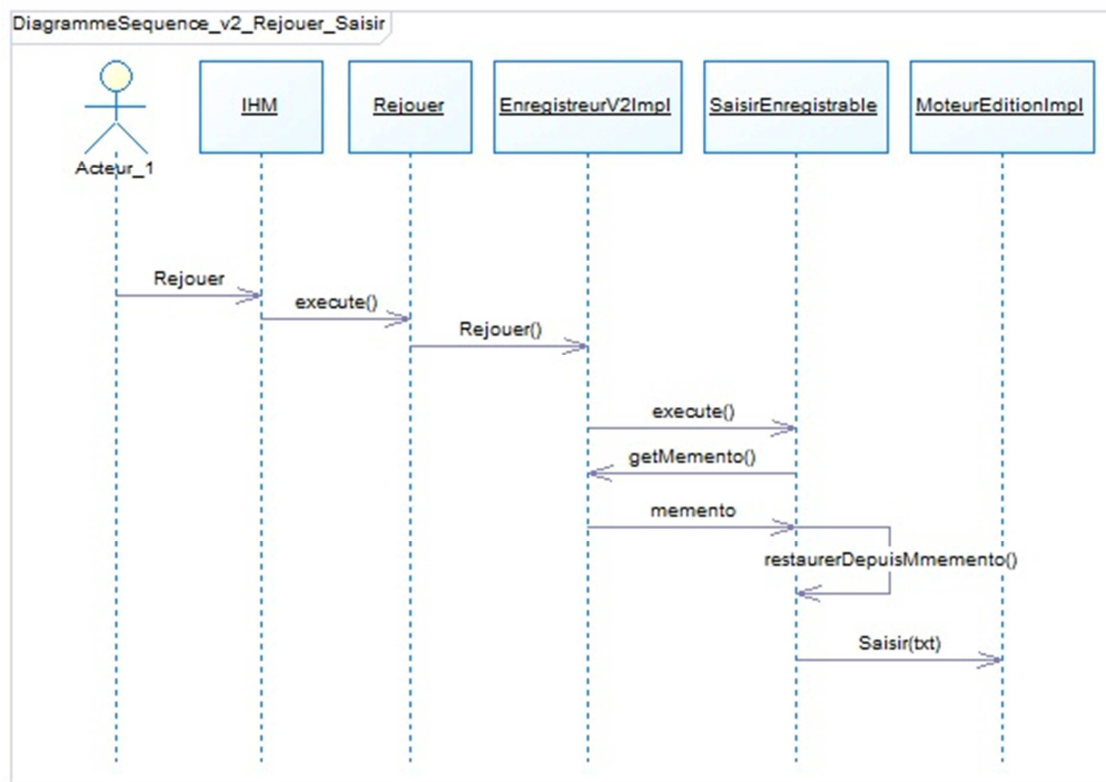 DiagrammeSequence_v2_Rejouer_Saisir
Acteur_1
IHM
Rejouer
EnregistreurV2Impl
SaisirEnregistrable
MoteurEditionImpl
Rejouer
execute()
Rejouer()
execute()
getMemento()
memento
restaurerDepuisMmemento()
Saisir(txt)